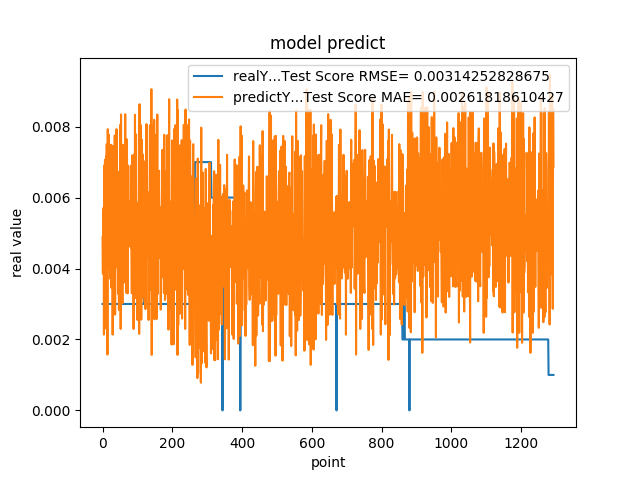 model predict
realY...Test Score RMSE= 0.00314252828675
predictY...Test Score MAE= 0.00261818610427
real value
0.008
0.006
0.004
0.002
0.000
0 200 400 600 800 1000 1200
point